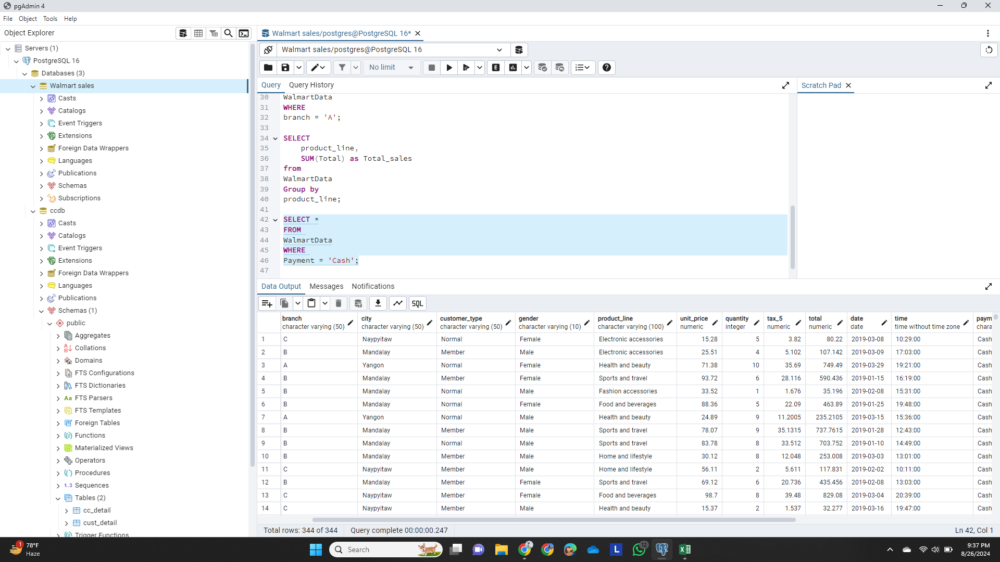 pgAdmin 4
File Object Tools Help
Object Explorer
Servers (1)
PostgreSQL 16
Databases (3)
Walmart sales
Casts
Catalogs
Event Triggers
Extensions
Foreign Data Wrappers
Languages
Publications
Schemas
Subscriptions
ccdb
Casts
Catalogs
Event Triggers
Extensions
Foreign Data Wrappers
Languages
Publications
Schemas (1)
public
Aggregates
Collations
Domains
FTS Configurations
FTS Dictionaries
Aa FTS Parsers
FTS Templates
Foreign Tables
Functions
Materialized Views
Operators
Procedures
1..3 Sequences
Tables (2)
cc_detail
cust_detail
Trigger Functions
Walmart sales/postgres@PostgreSQL 16*
Walmart sales/postgres@PostgreSQL 16
No limit
E
Query Query History
Scratch Pad
30 WalmartData
31 WHERE
32 branch = 'A';
33
34 SELECT
35 product_line,
36 SUM(Total) as Total_sales
37 from
38 WalmartData
39 Group by
40 product_line;
41
42 SELECT *
43 FROM
44 WalmartData
45 WHERE
46 Payment = 'Cash';
47
Data Output Messages Notifications
SQL
branch city customer_type gender product_line unit_price quantity tax_5 total date time paym
character varying (50) character varying (50) character varying (50) character varying (10) character varying (100) numeric integer numeric numeric date time without time zone chara
1 C Naypyitaw Normal Female Electronic accessories 15.28 5 3.82 80.22 2019-03-08 10:29:00 Cash
2 B Mandalay Member Male Electronic accessories 25.51 4 5.102 107.142 2019-03-09 17:03:00 Cash
3 A Yangon Normal Female Health and beauty 71.38 10 35.69 749.49 2019-03-29 19:21:00 Cash
4 B Mandalay Member Female Sports and travel 93.72 6 28.116 590.436 2019-01-15 16:19:00 Cash
5 B Mandalay Normal Male Fashion accessories 33.52 1 1.676 35.196 2019-02-08 15:31:00 Cash
6 B Mandalay Normal Female Food and beverages 88.36 5 22.09 463.89 2019-01-25 19:48:00 Cash
7 A Yangon Normal Male Health and beauty 24.89 9 11.2005 235.2105 2019-03-15 15:36:00 Cash
8 B Mandalay Member Male Sports and travel 78.07 9 35.1315 737.7615 2019-01-28 12:43:00 Cash
9 B Mandalay Normal Male Sports and travel 83.78 8 33.512 703.752 2019-01-10 14:49:00 Cash
10 B Mandalay Member Male Home and lifestyle 30.12 8 12.048 253.008 2019-03-03 13:01:00 Cash
11 C Naypyitaw Member Male Home and lifestyle 56.11 2 5.611 117.831 2019-02-02 10:11:00 Cash
12 B Mandalay Member Female Sports and travel 69.12 6 20.736 435.456 2019-02-08 13:03:00 Cash
13 C Naypyitaw Member Female Food and beverages 98.7 8 39.48 829.08 2019-03-04 20:39:00 Cash
14 C Naypyitaw Member Male Health and beauty 15.37 2 1.537 32.277 2019-03-16 19:47:00 Cash
Total rows: 344 of 344 Query complete 00:00:00.247 Ln 42, Col 1
1
78°F
Haze
Search
L
12
9:37 PM
8/26/2024